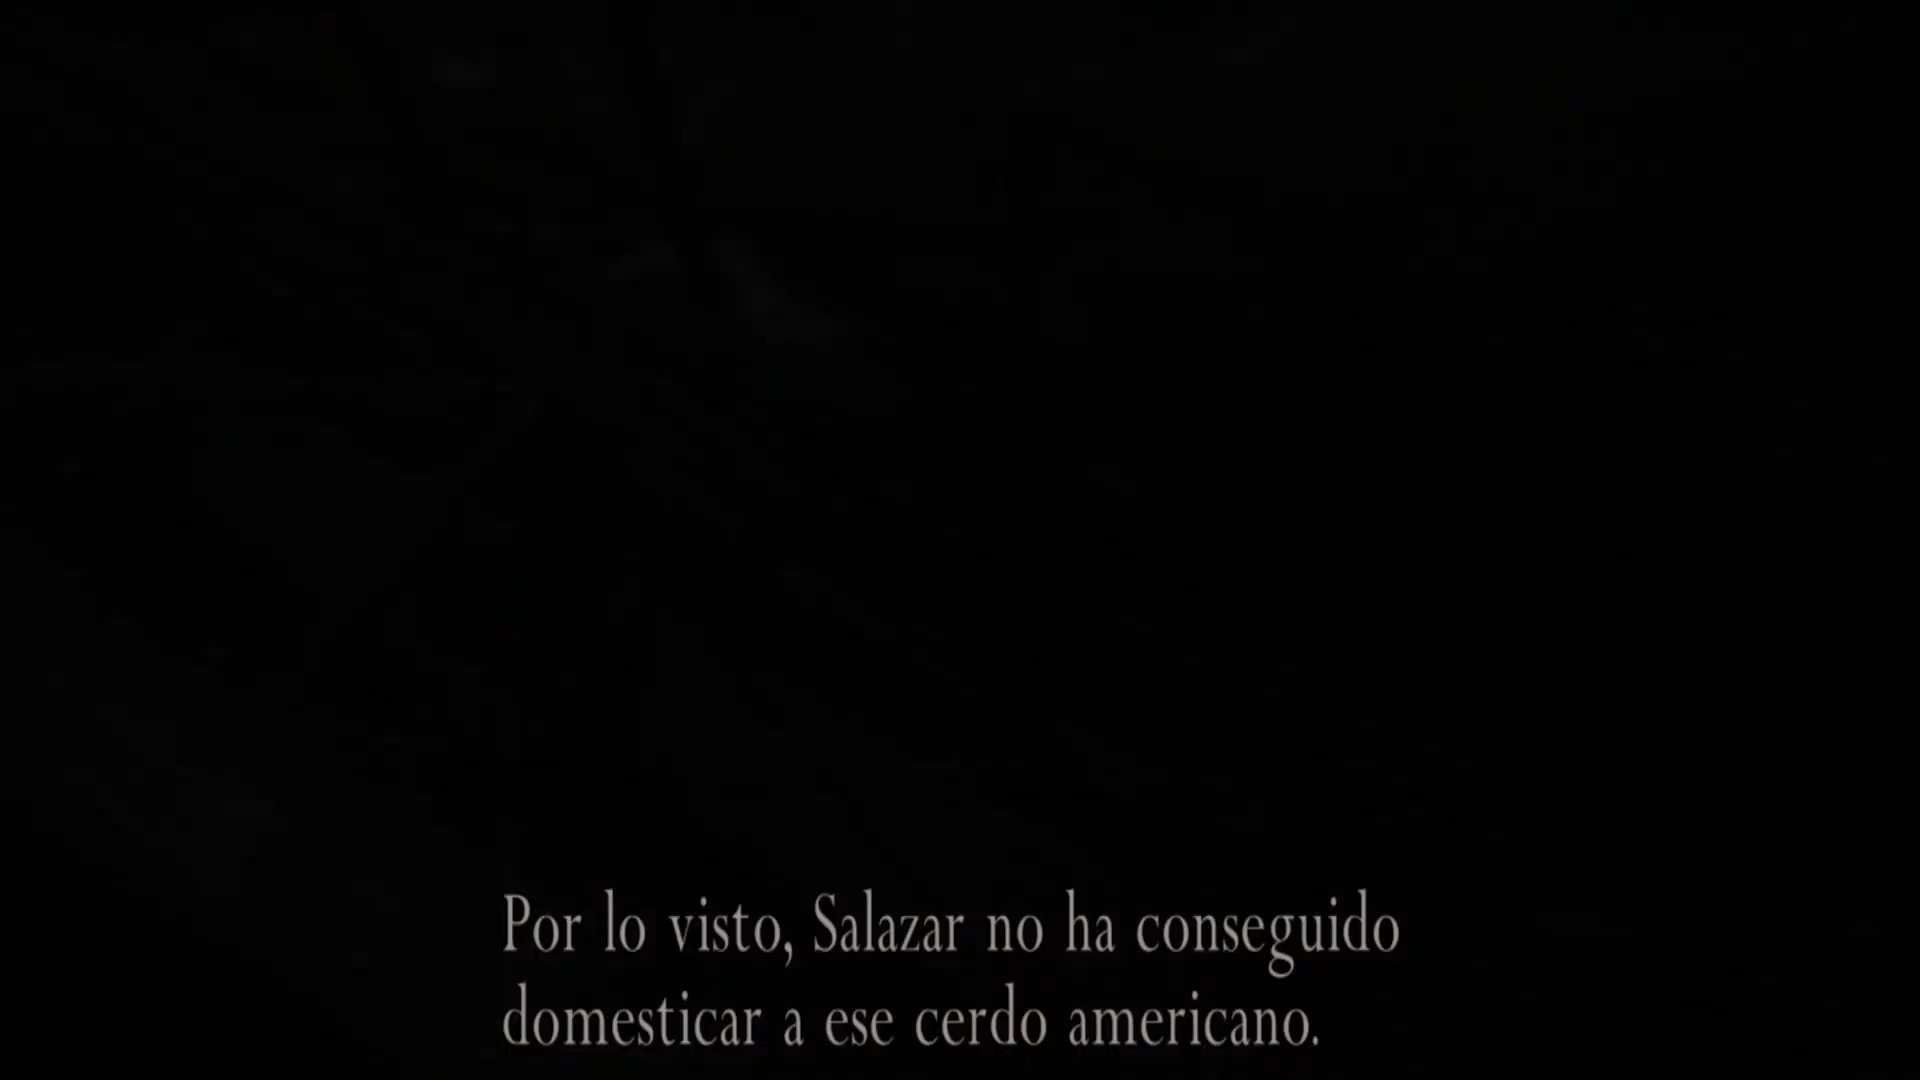 Por lo visto, Salazar no ha conseguido
domesticar a ese cerdo americano.